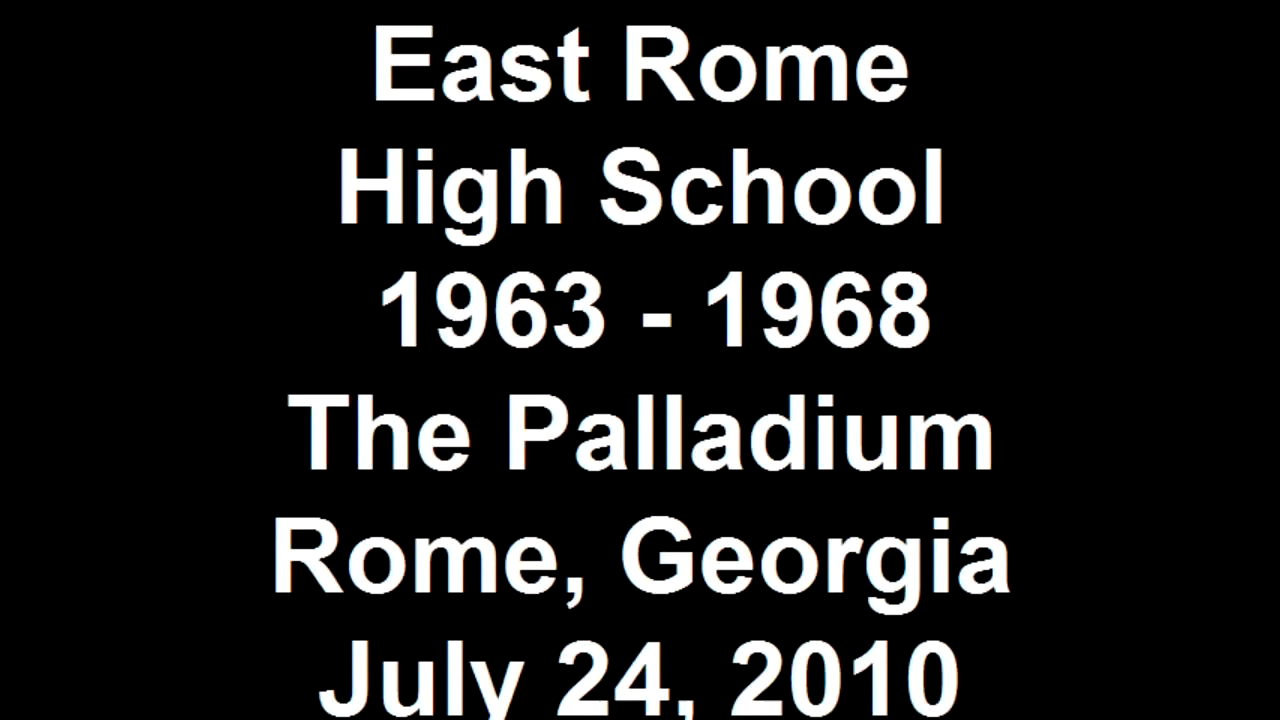 East Rome
High School
1963 - 1968
The Palladium
Rome, Georgia
July 24, 2010